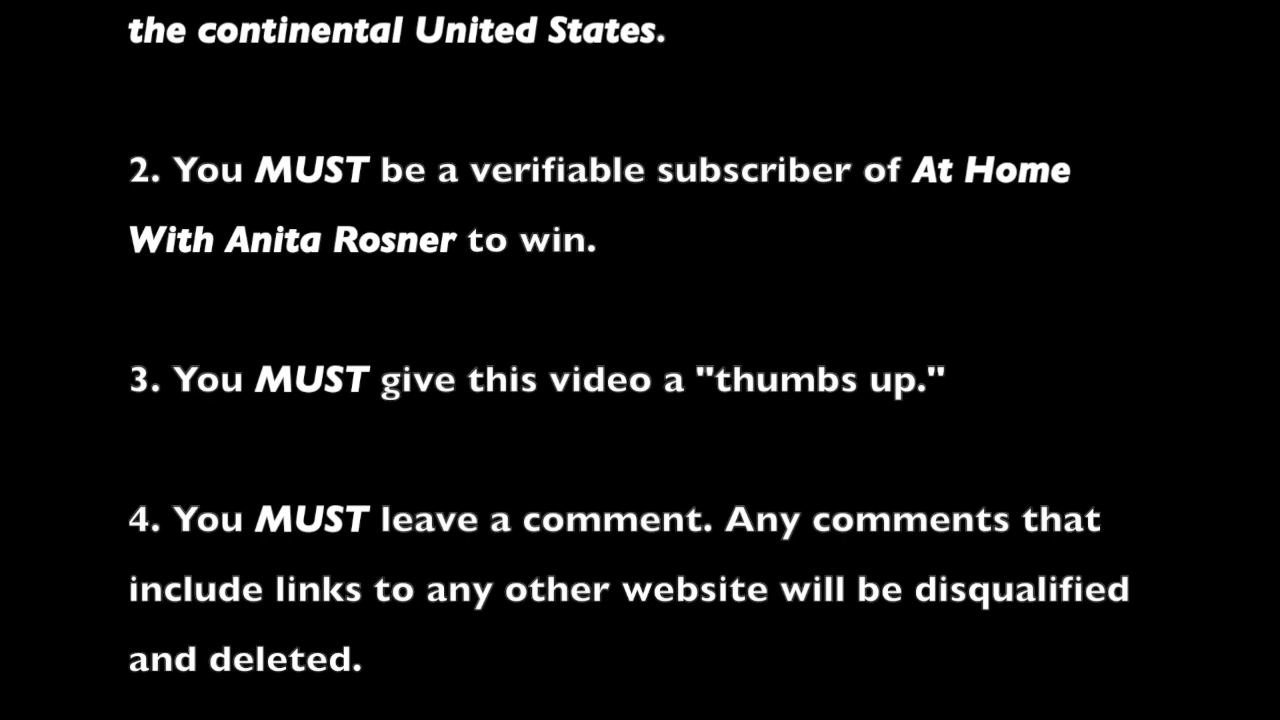 the continental United States.
2. You MUST be a verifiable subscriber of At Home
With Anita Rosner to win.
3. You MUST give this video a "thumbs up."
4. You MUST leave a comment. Any comments that
include links to any other website will be disqualified
and deleted.